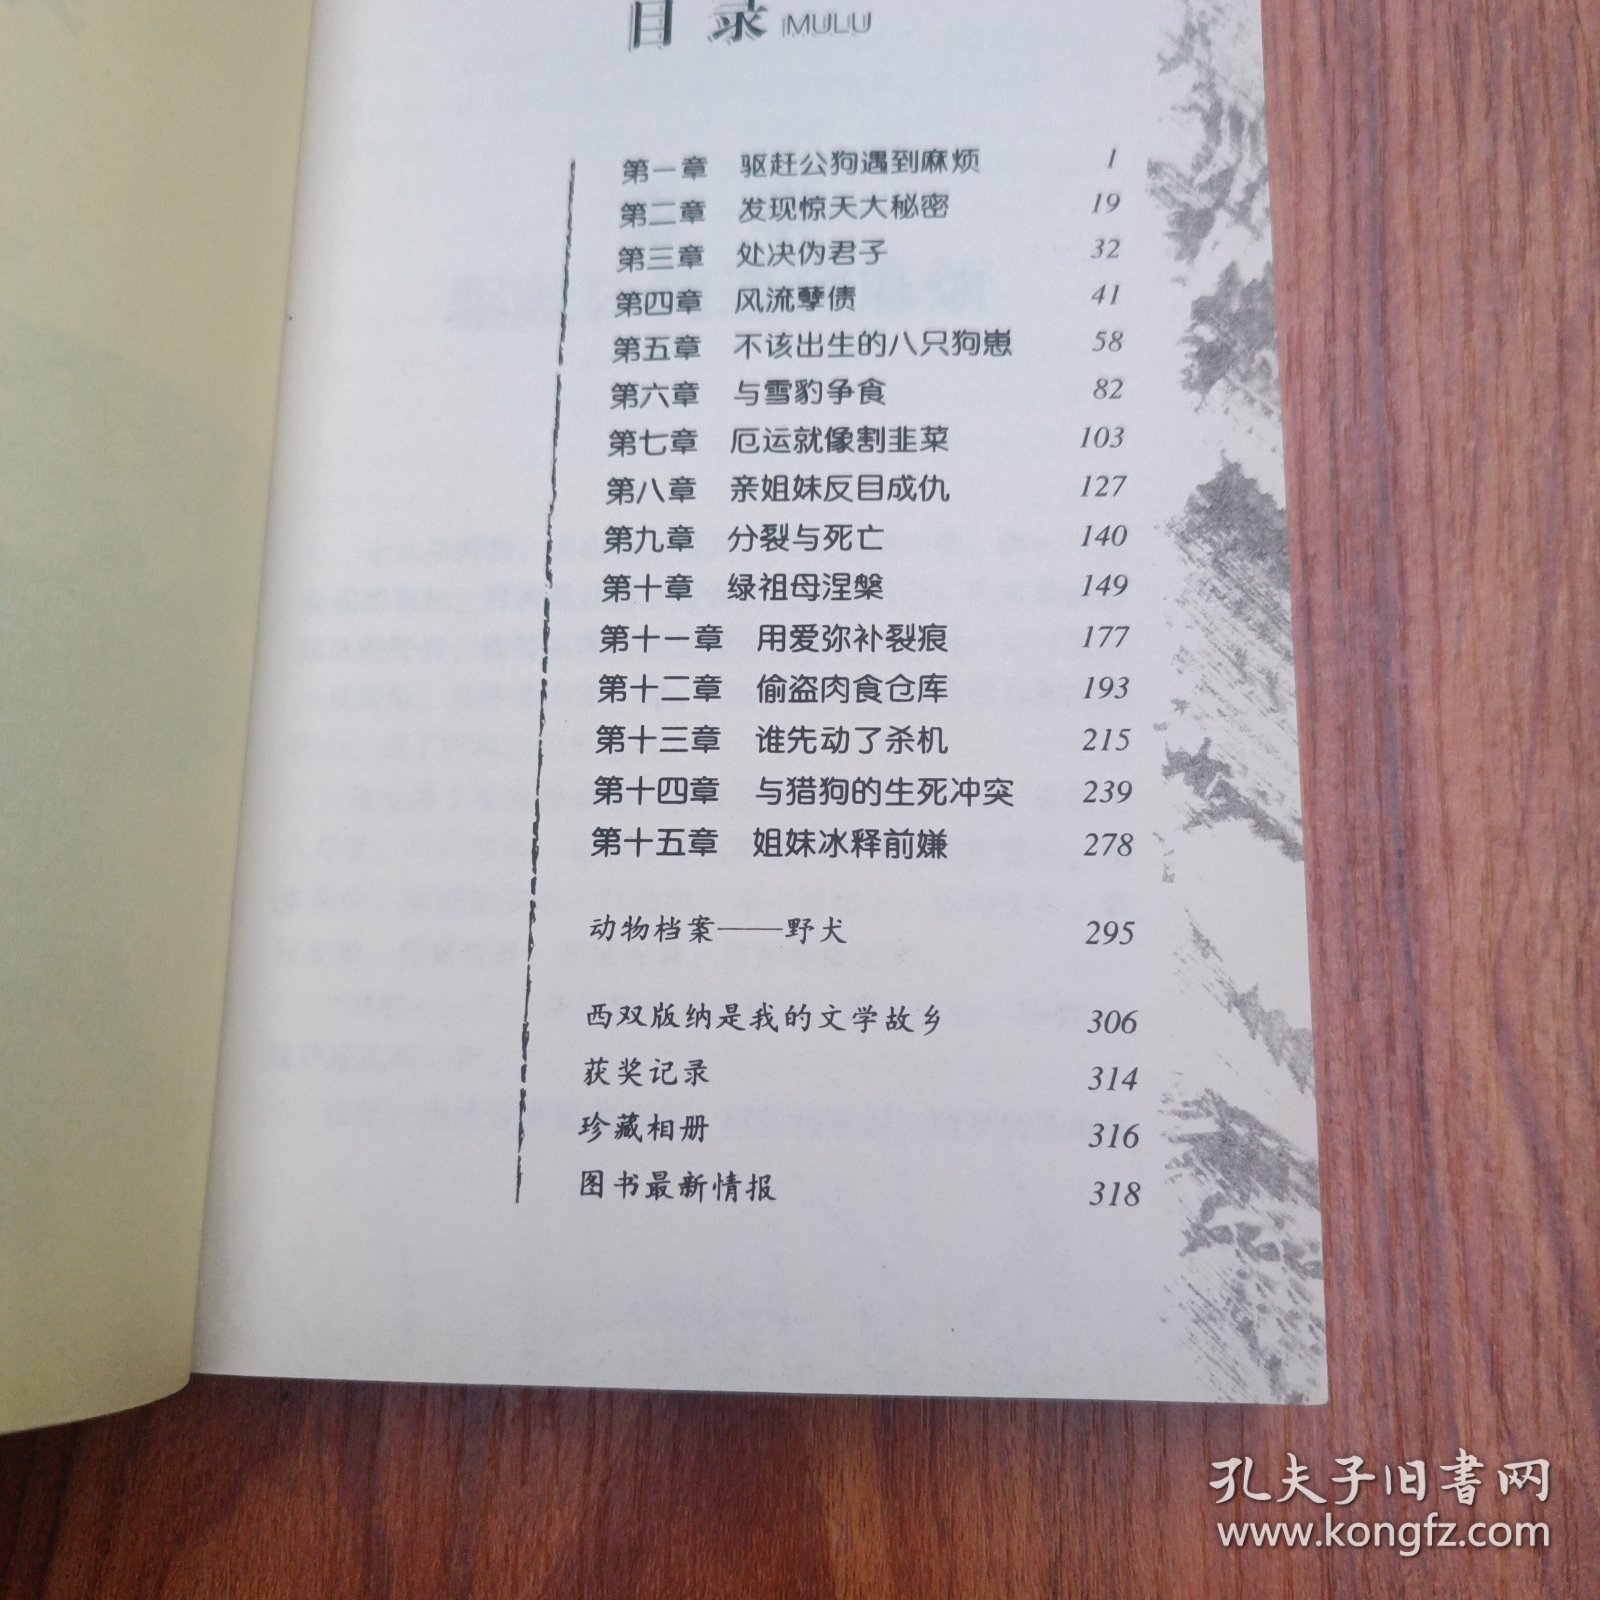 目录 MULU
第一章 驱赶公狗遇到麻烦 1
第二章 发现惊天大秘密 19
第三章 处决伪君子 32
第四章 风流孽债 41
第五章 不该出生的八只狗崽 58
第六章 与雪豹争食 82
第七章 厄运就像割韭菜 103
第八章 亲姐妹反目成仇 127
第九章 分裂与死亡 140
第十章 绿祖母涅槃 149
第十一章 用爱弥补裂痕 177
第十二章 偷盗肉食仓库 193
第十三章 谁先动了杀机 215
第十四章 与猎狗的生死冲突 239
第十五章 姐妹冰释前嫌 278
动物档案——野犬 295
西双版纳是我的文学故乡 306
获奖记录 314
珍藏相册 316
图书最新情报 318
孔夫子旧书网
www.kongfz.com